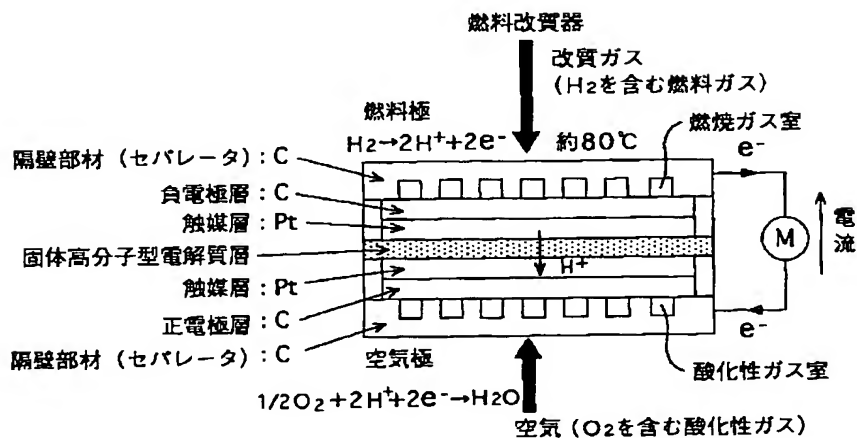 燃料改質器
改質ガス
(H2を含む燃料ガス)
燃料極
H2→2H++2e-
約80℃
燃焼ガス室
e-
隔壁部材 (セパレータ) : C
負電極層 : C
触媒層 : Pt
固体高分子型電解質層
触媒層 : Pt
正電極層 : C
隔壁部材 (セパレータ) : C
H+
M
電流
e-
空気極
酸化性ガス室
1/2O2+2H++2e-→H2O
空気 (O2を含む酸化性ガス)